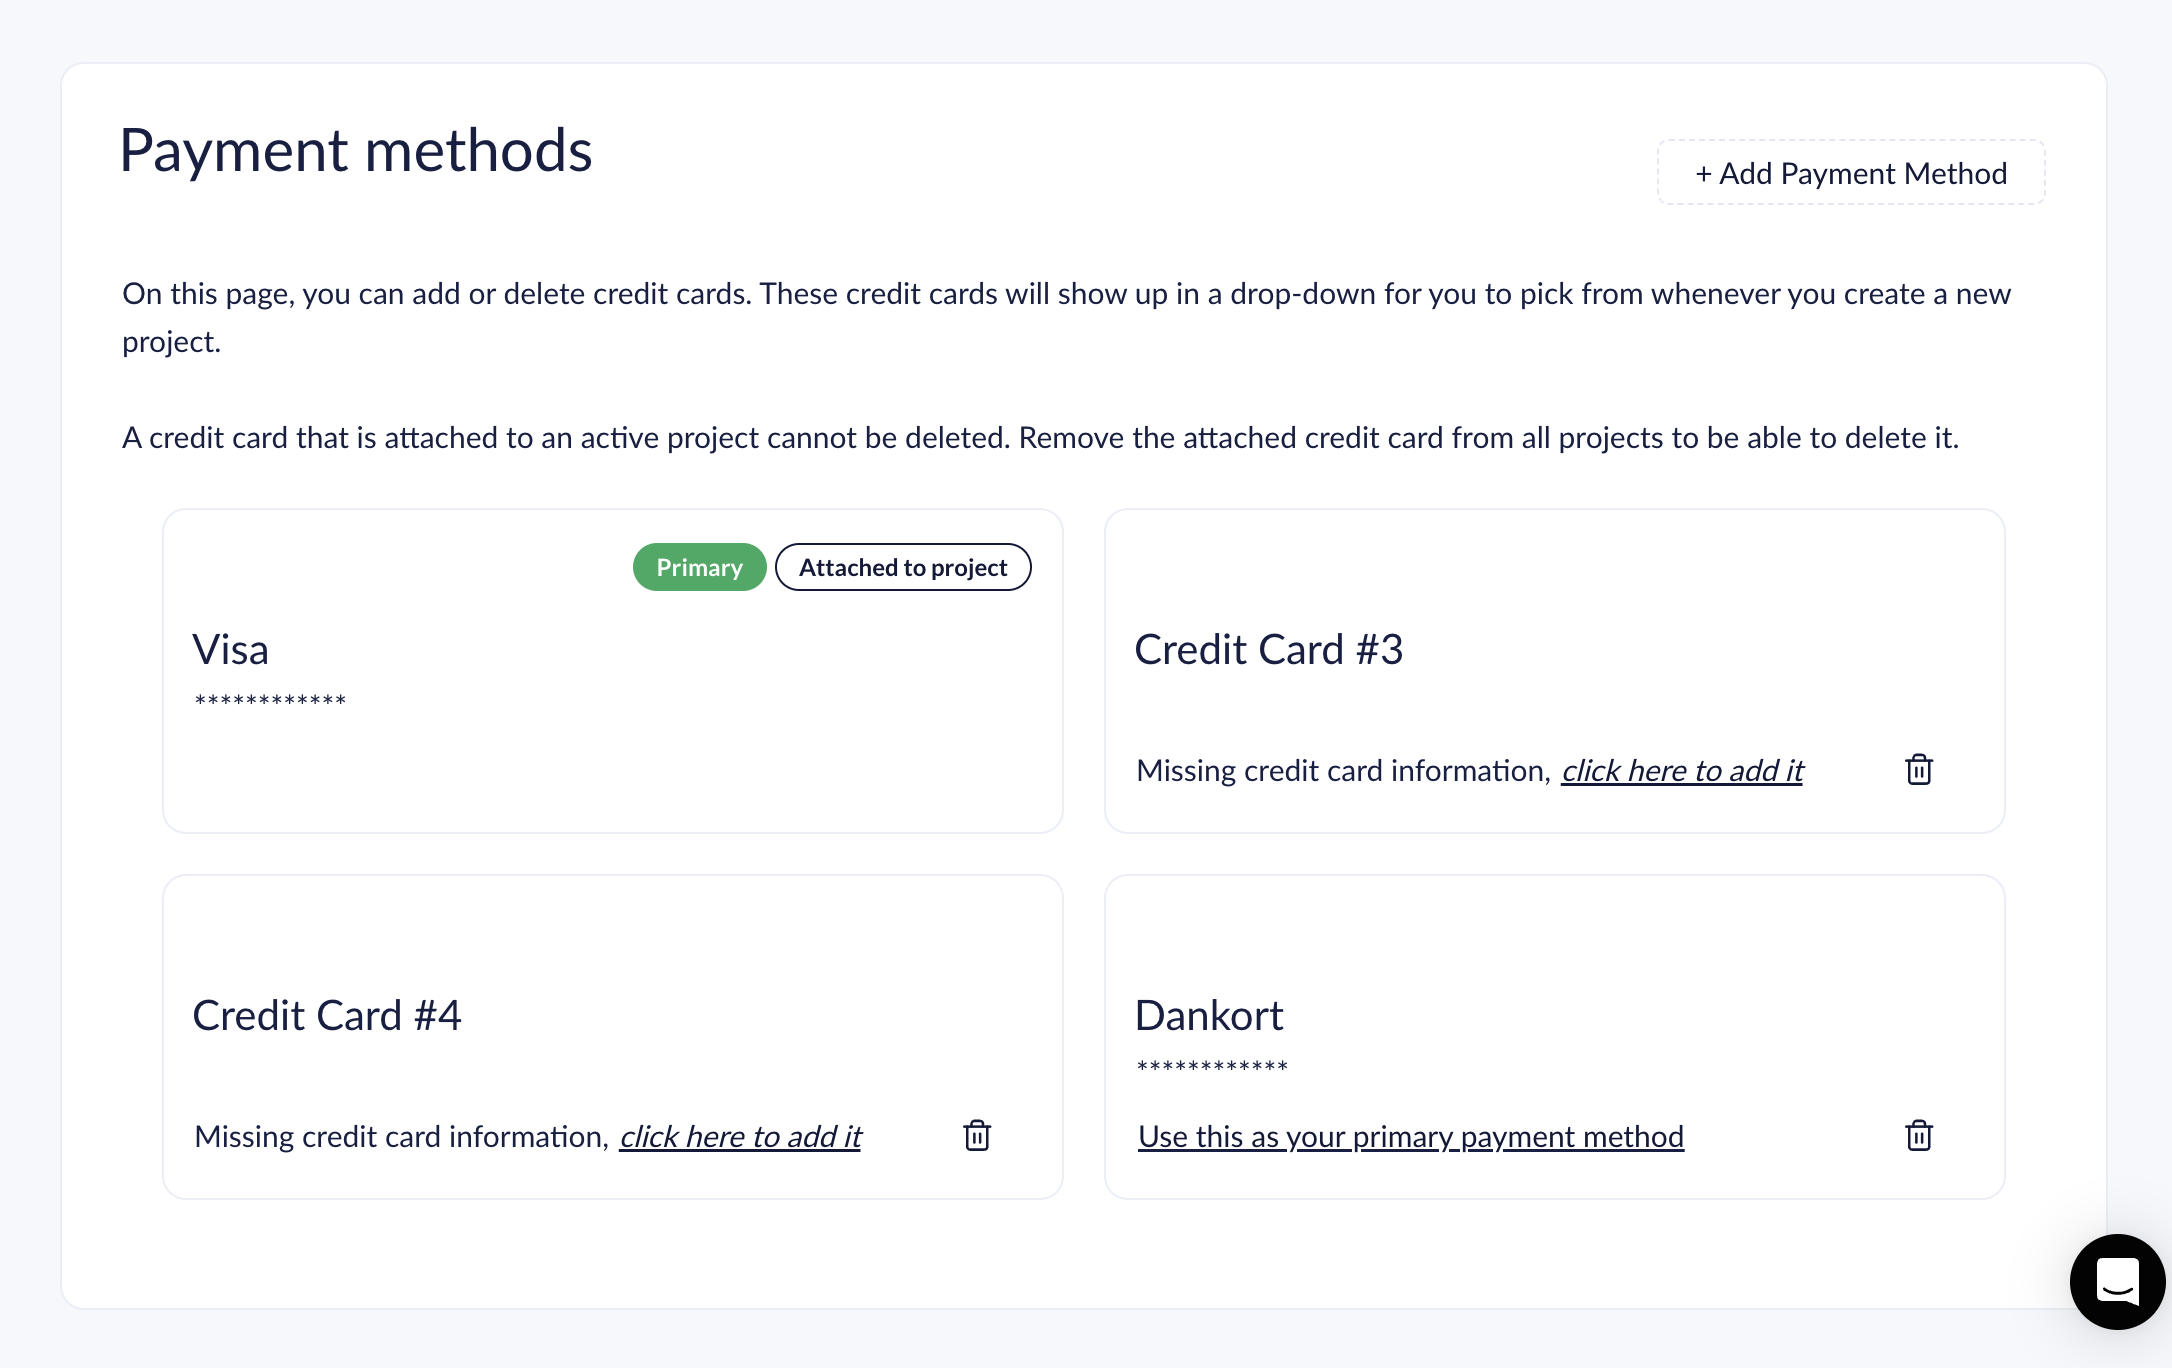 Payment methods
+ Add Payment Method
On this page, you can add or delete credit cards. These credit cards will show up in a drop-down for you to pick from whenever you create a new
project.
A credit card that is attached to an active project cannot be deleted. Remove the attached credit card from all projects to be able to delete it.
Primary
Attached to project
Visa
************
Credit Card #3
Missing credit card information, click here to add it
Credit Card #4
Missing credit card information, click here to add it
Dankort
************
Use this as your primary payment method